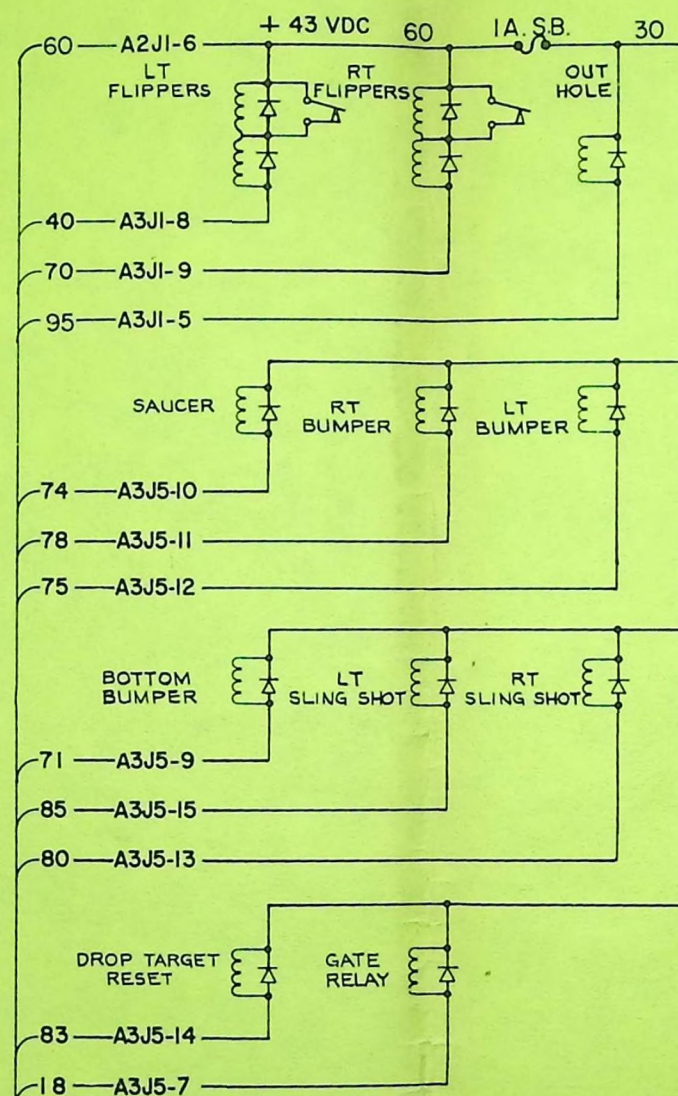 + 43 VDC 60 1A. S.B. 30
60 A2J1-6
LT FLIPPERS
RT FLIPPERS
OUT HOLE
40 A3J1-8
70 A3J1-9
95 A3J1-5
SAUCER
RT BUMPER
LT BUMPER
74 A3J5-10
78 A3J5-11
75 A3J5-12
BOTTOM BUMPER
LT SLING SHOT
RT SLING SHOT
71 A3J5-9
85 A3J5-15
80 A3J5-13
DROP TARGET RESET
GATE RELAY
83 A3J5-14
18 A3J5-7